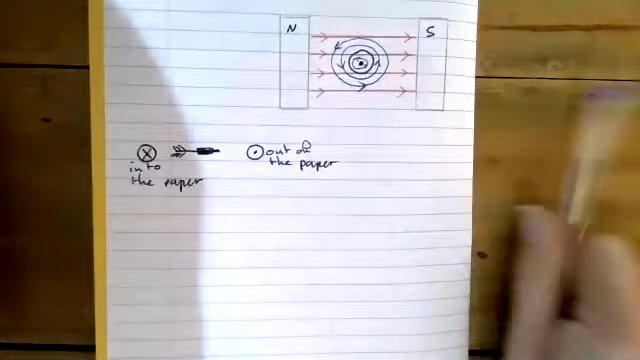 N
S
into
the paper
out of
the paper